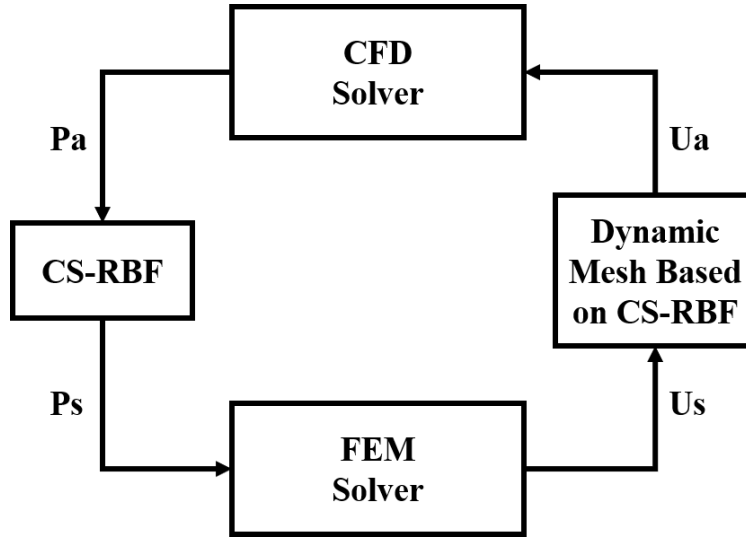 CFD
Solver
Pa
Ua
CS-RBF
Dynamic
Mesh Based
on CS-RBF
Ps
Us
FEM
Solver